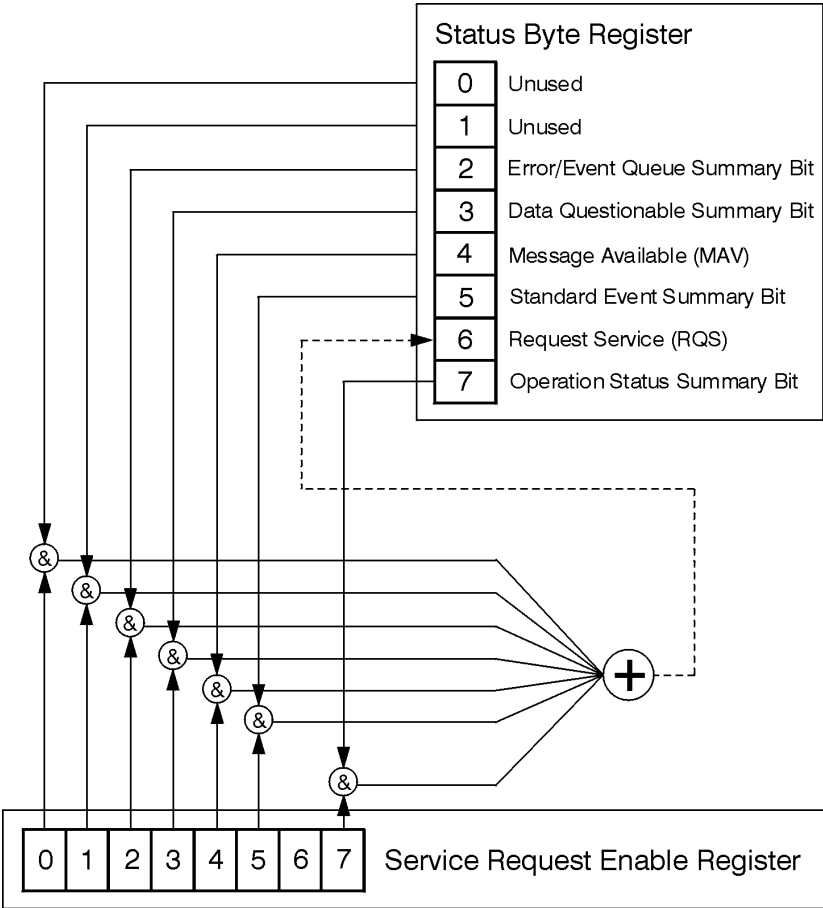 Status Byte Register
0 Unused
1 Unused
2 Error/Event Queue Summary Bit
3 Data Questionable Summary Bit
4 Message Available (MAV)
5 Standard Event Summary Bit
6 Request Service (RQS)
7 Operation Status Summary Bit
&
&
&
&
&
&
+
&
0 1 2 3 4 5 6 7 Service Request Enable Register